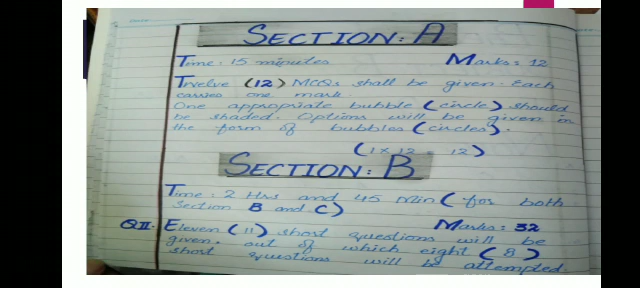 SECTION: A
Time: 15 minutes Marks: 12
Twelve (12) MCQs shall be given. Each
carries one mark.
One appropriate bubble (circle) should
be shaded. Options will be given in
the form of bubbles (circles).
(1 x 12 = 12)
SECTION: B
Time: 2 Hrs and 45 Min (for both
Section B and C)
Marks: 32
QII. Eleven (11) short questions will be
given, out of which eight (8)
short questions will be attempted.